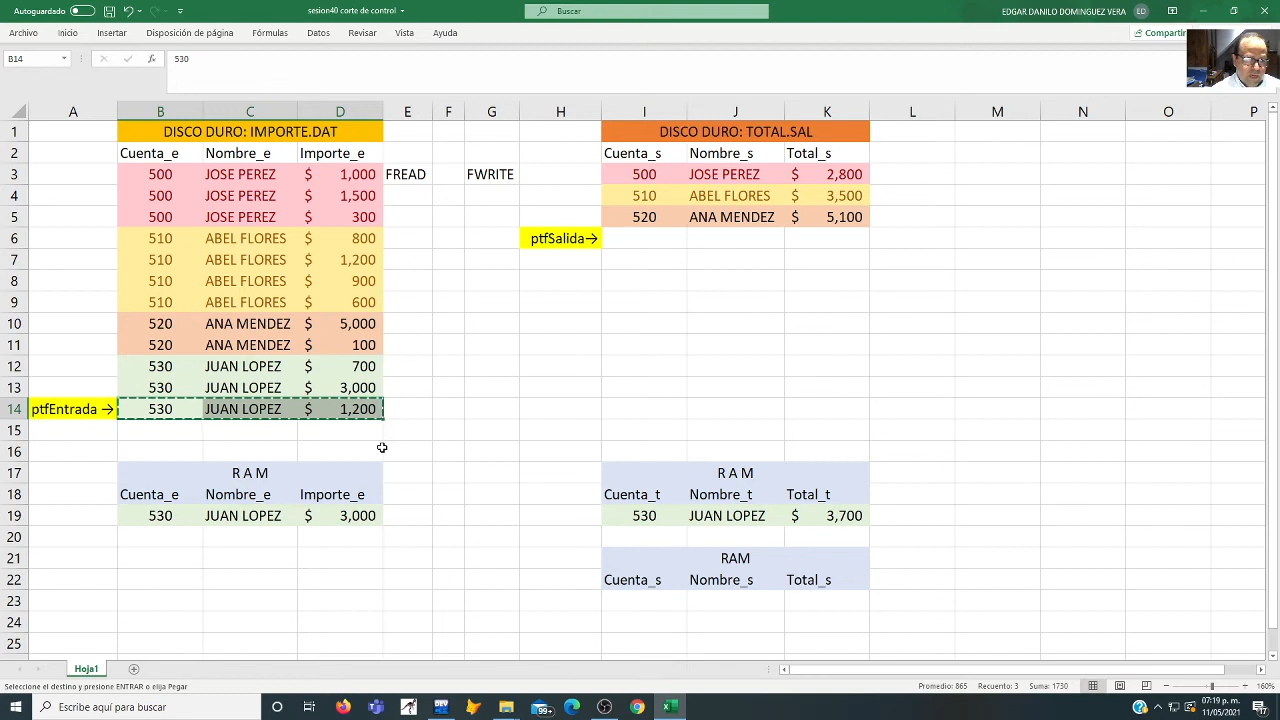 Autoguardado
sesion40 corte de control
Buscar
EDGAR DANILO DOMINGUEZ VERA
ED
Archivo Inicio Insertar Disposición de página Fórmulas Datos Revisar Vista Ayuda
Compartir
B14 fx 530
A B C D E F G H I J K L M N O P
1 DISCO DURO: IMPORTE.DAT DISCO DURO: TOTAL.SAL
2 Cuenta_e Nombre_e Importe_e Cuenta_s Nombre_s Total_s
3 500 JOSE PEREZ $ 1,000 FREAD FWRITE 500 JOSE PEREZ $ 2,800
4 500 JOSE PEREZ $ 1,500 510 ABEL FLORES $ 3,500
5 500 JOSE PEREZ $ 300 520 ANA MENDEZ $ 5,100
6 510 ABEL FLORES $ 800 ptfSalida→
7 510 ABEL FLORES $ 1,200
8 510 ABEL FLORES $ 900
9 510 ABEL FLORES $ 600
10 520 ANA MENDEZ $ 5,000
11 520 ANA MENDEZ $ 100
12 530 JUAN LOPEZ $ 700
13 530 JUAN LOPEZ $ 3,000
14 ptfEntrada → 530 JUAN LOPEZ $ 1,200
15
16
17 R A M R A M
18 Cuenta_e Nombre_e Importe_e Cuenta_t Nombre_t Total_t
19 530 JUAN LOPEZ $ 3,000 530 JUAN LOPEZ $ 3,700
20
21 RAM
22 Cuenta_s Nombre_s Total_s
23
24
25
Hoja1
Seleccione el destino y presione ENTRAR o elija Pegar
Promedio: 865 Recuento: 3 Suma: 1730
160%
Escribe aquí para buscar
99+
07:19 p. m.
11/05/2021